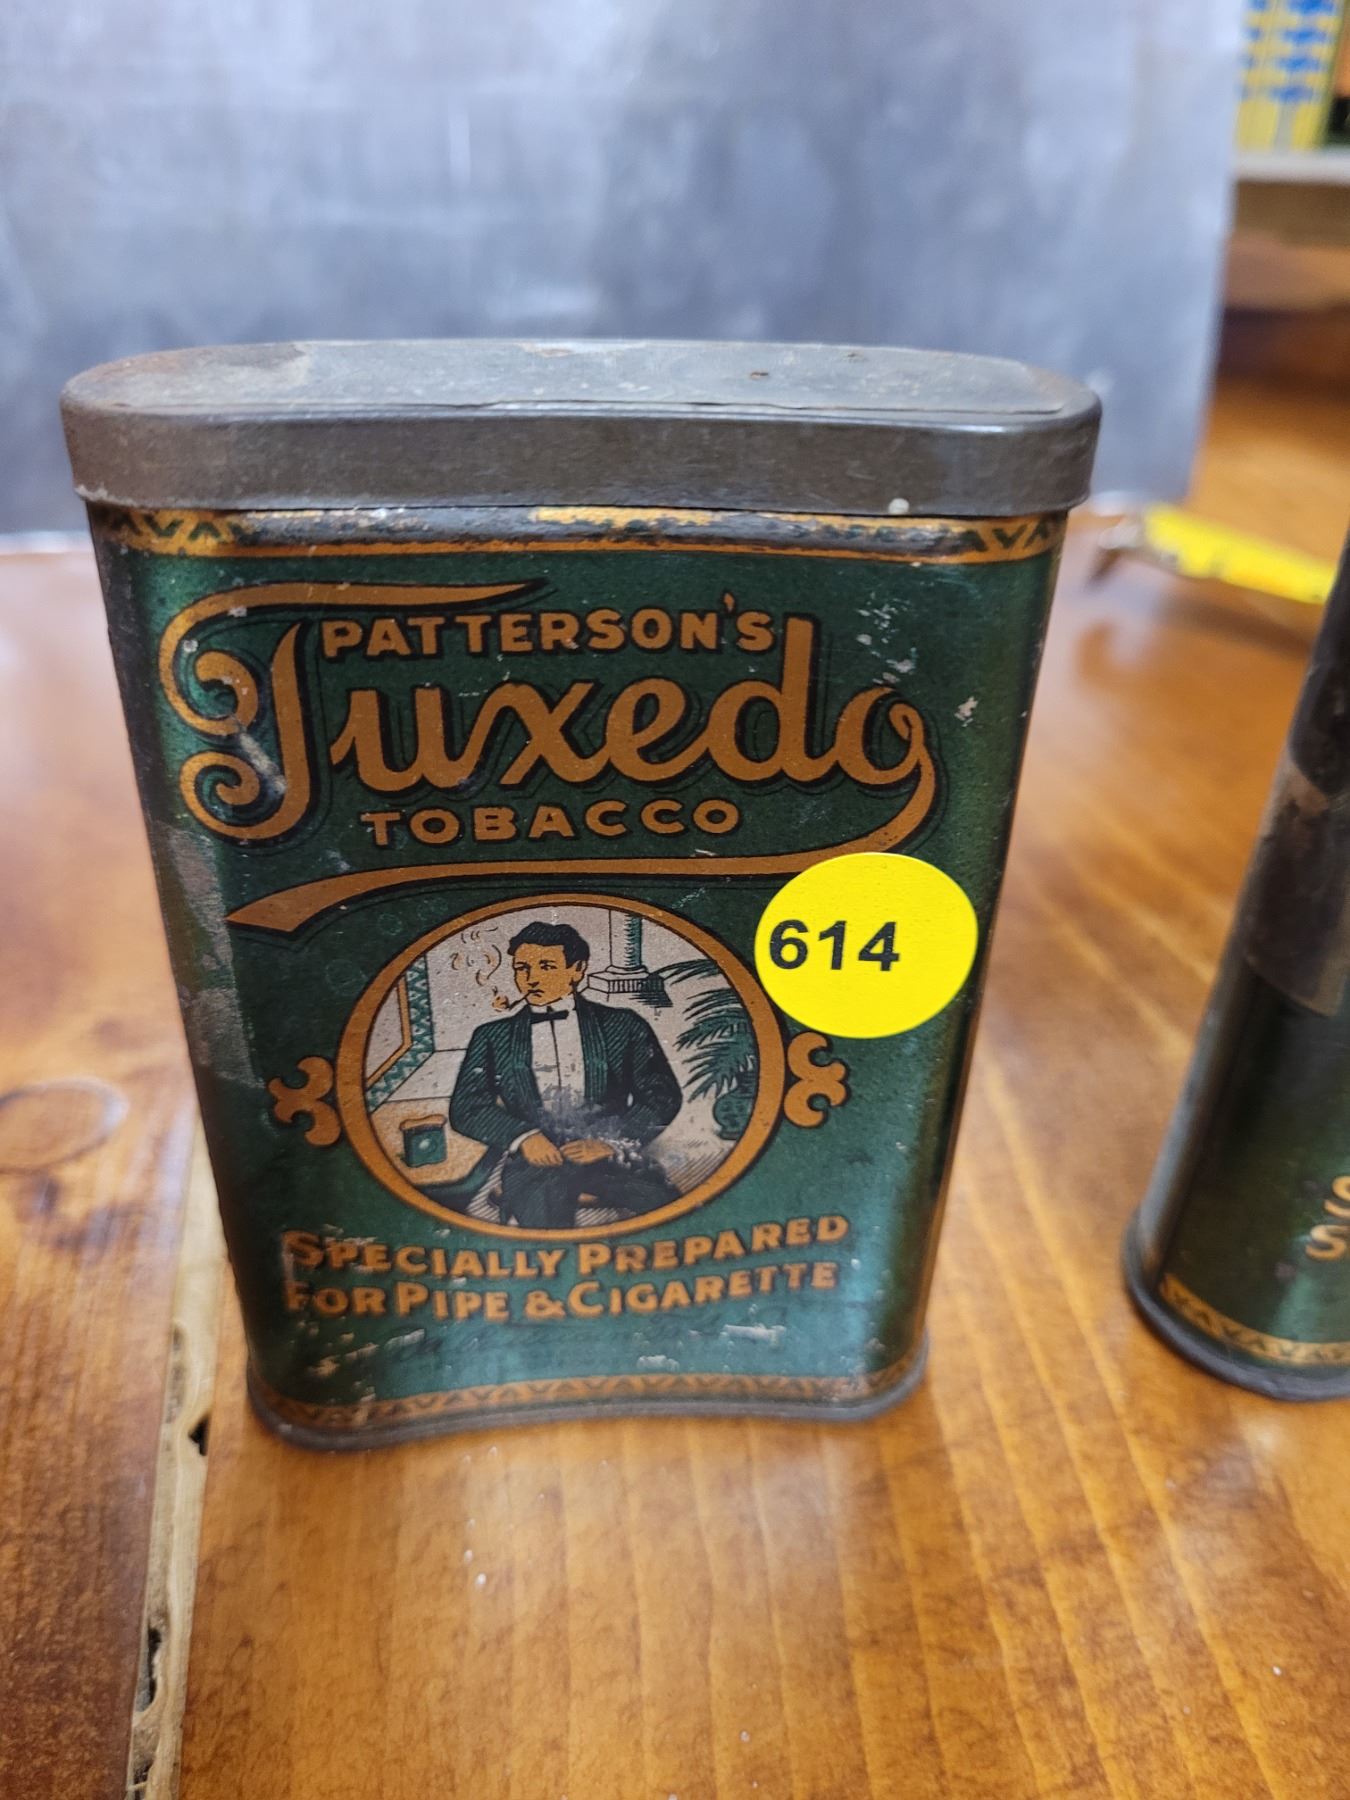 PATTERSON'S
Tuxedo
TOBACCO
614
SPECIALLY PREPARED
FOR PIPE & CIGARETTE